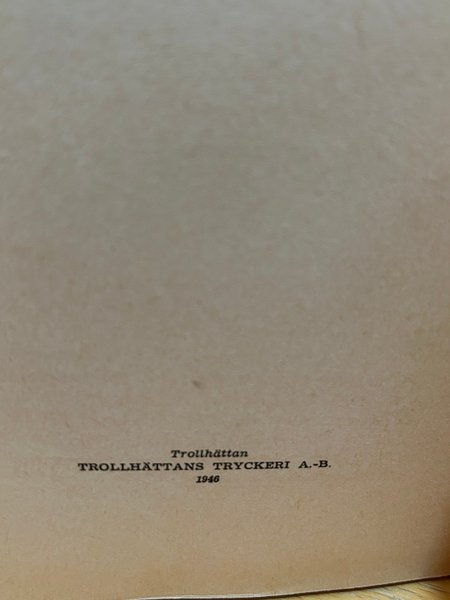 Trollhättan
TROLLHÄTTANS TRYCKERI A.-B.
1946